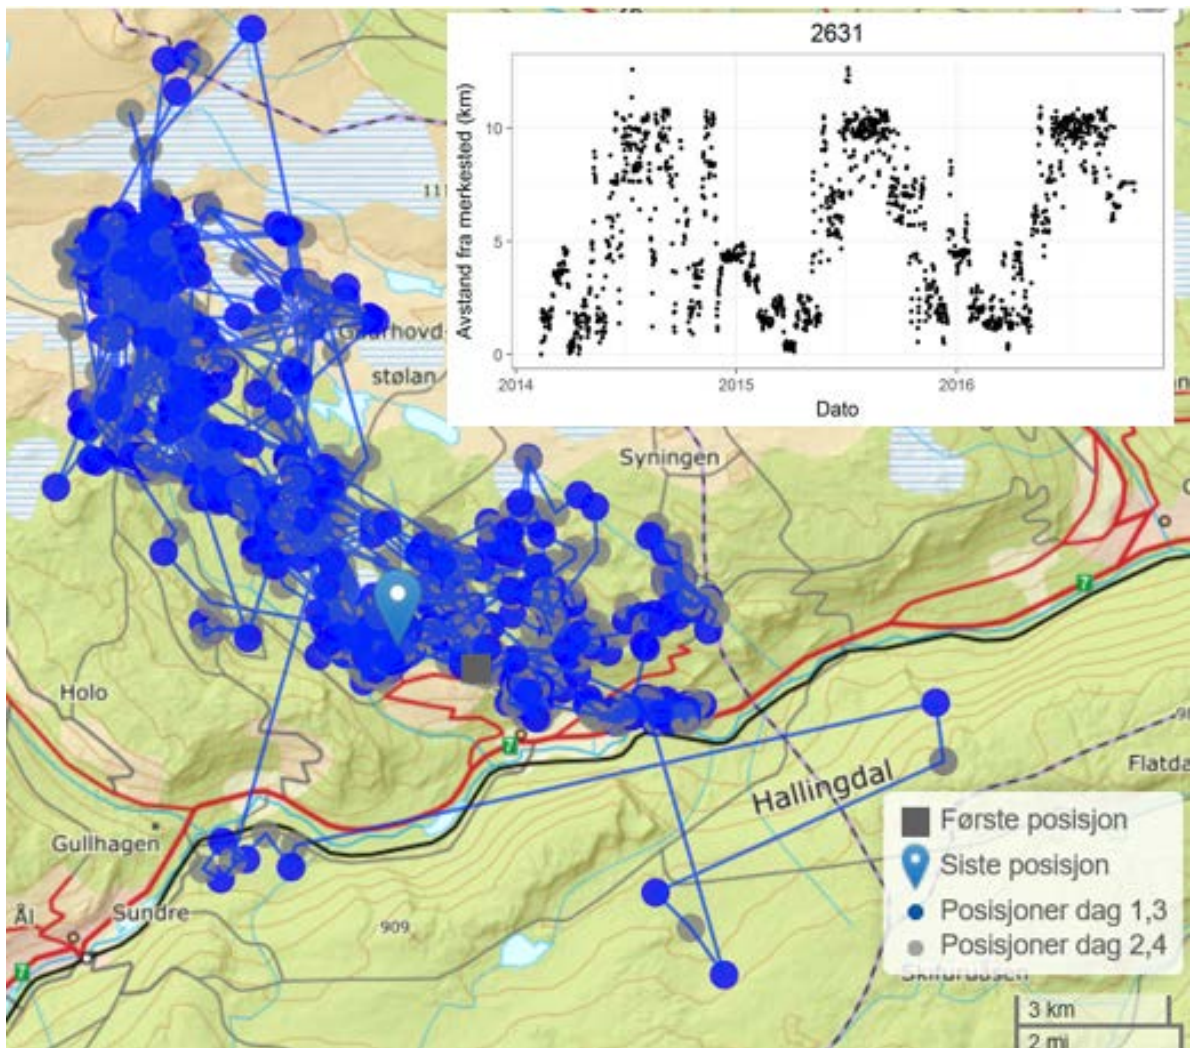 2631
Avstand fra merkested (km)
10
5
0
2014
2015
2016
Dato
stølan
Syningen
7
Holo
7
Hallingdal
Gullhagen
Ål
Sundre
909
7
Første posisjon
Siste posisjon
Posisjoner dag 1,3
Posisjoner dag 2,4
3 km
2 mi